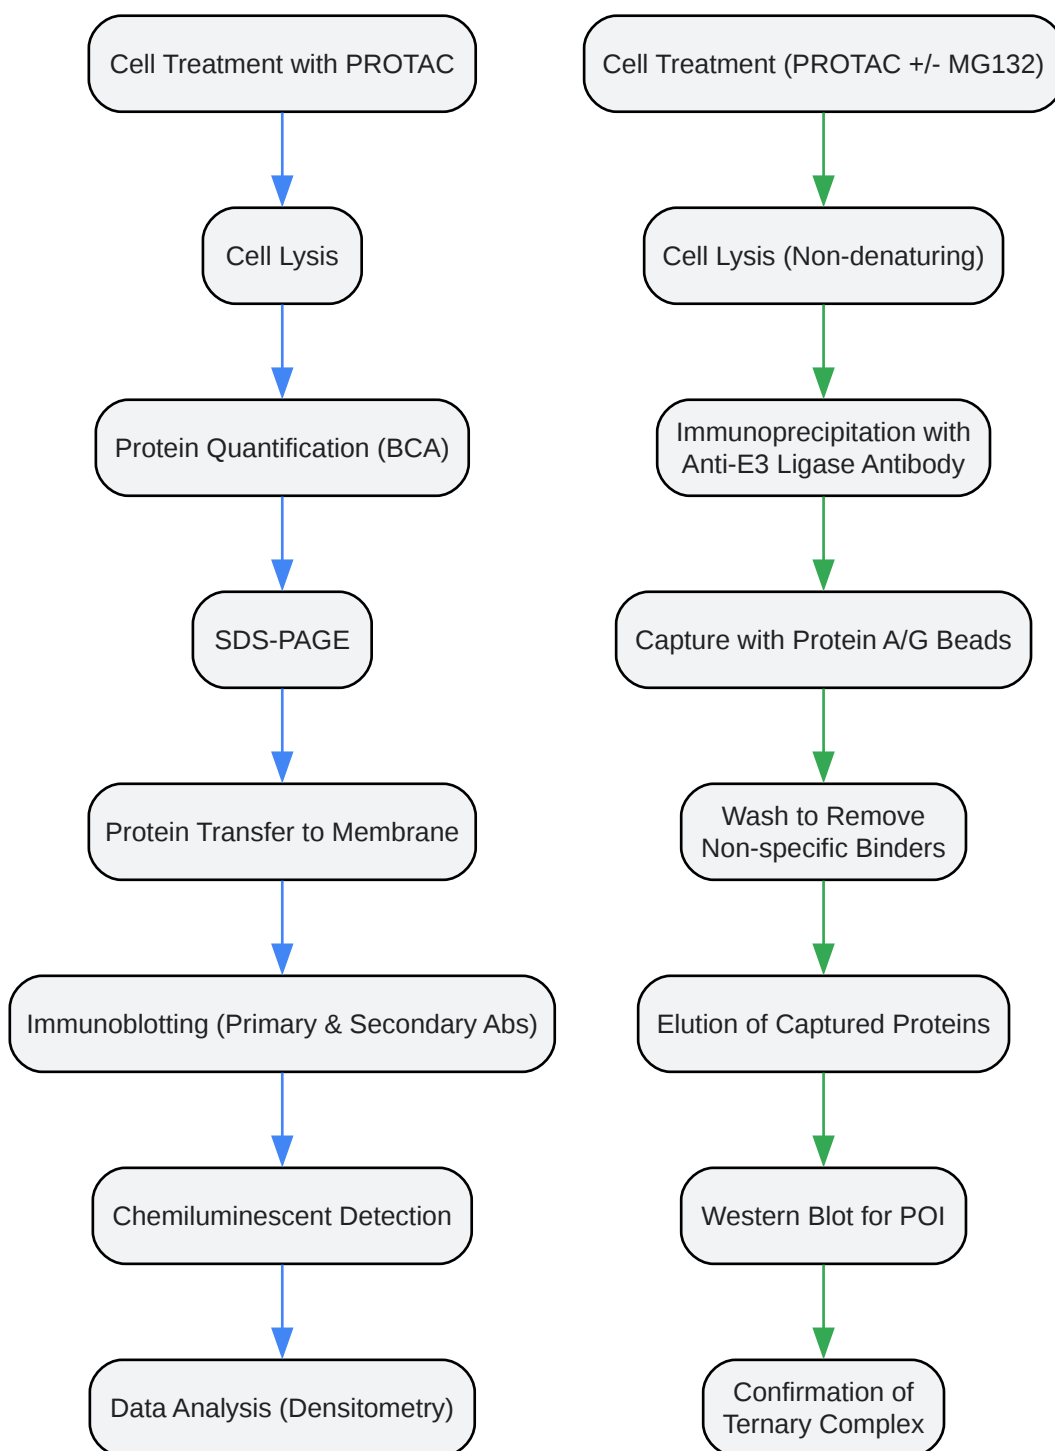 Cell Treatment with PROTAC
Cell Lysis
Protein Quantification (BCA)
SDS-PAGE
Protein Transfer to Membrane
Immunoblotting (Primary & Secondary Abs)
Chemiluminescent Detection
Data Analysis (Densitometry)
Cell Treatment (PROTAC +/- MG132)
Cell Lysis (Non-denaturing)
Immunoprecipitation with
Anti-E3 Ligase Antibody
Capture with Protein A/G Beads
Wash to Remove
Non-specific Binders
Elution of Captured Proteins
Western Blot for POI
Confirmation of
Ternary Complex